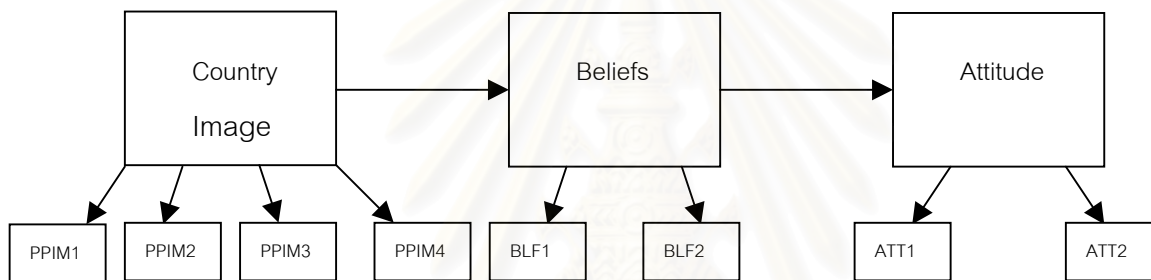 Country
Image
Beliefs
Attitude
PPIM1
PPIM2
PPIM3
PPIM4
BLF1
BLF2
ATT1
ATT2